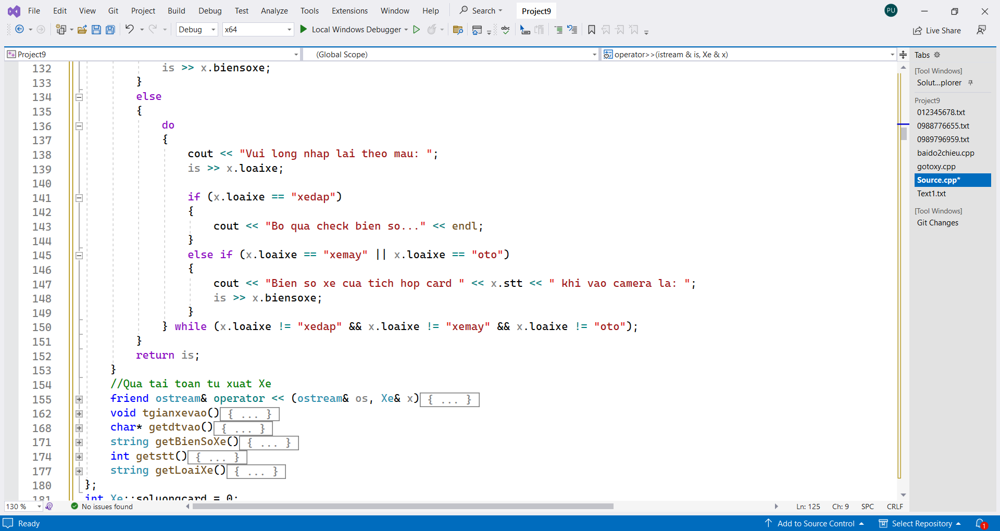 File Edit View Git Project Build Debug Test Analyze Tools Extensions Window Help Search Project9 PU
Debug x64 Local Windows Debugger abc Live Share
Project9 (Global Scope) operator>>(istream & is, Xe & x)
132 is >> x.biensoxe;
133 }
134 else
135 {
136 do
137 {
138 cout << "Vui long nhap lai theo mau: ";
139 is >> x.loaixe;
140
141 if (x.loaixe == "xedap")
142 {
143 cout << "Bo qua check bien so..." << endl;
144 }
145 else if (x.loaixe == "xemay" || x.loaixe == "oto")
146 {
147 cout << "Bien so xe cua tich hop card " << x.stt << " khi vao camera la: ";
148 is >> x.biensoxe;
149 }
150 } while (x.loaixe != "xedap" && x.loaixe != "xemay" && x.loaixe != "oto");
151 }
152 return is;
153 }
154 //Qua tai toan tu xuat Xe
155 friend ostream& operator << (ostream& os, Xe& x){ ... }
162 void tgianxevao(){ ... }
168 char* getdtvao(){ ... }
171 string getBienSoXe(){ ... }
174 int getstt(){ ... }
177 string getLoaiXe(){ ... }
180 };
181 int Xe::soluongcard = 0;
Tabs
[Tool Windows]
Solut...plorer
Project9
012345678.txt
0988776655.txt
0989796959.txt
baido2chieu.cpp
gotoxy.cpp
Source.cpp*
Text1.txt
[Tool Windows]
Git Changes
130 % No issues found Ln: 125 Ch: 9 SPC CRLF
Ready Add to Source Control Select Repository 1